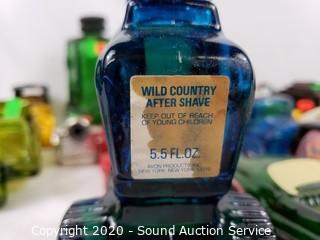 WILD COUNTRY
AFTER SHAVE
KEEP OUT OF REACH
OF YOUNG CHILDREN
5.5 FL.OZ.
AVON PRODUCTS, INC.
NEW YORK, NEW YORK
Copyright 2020 - Sound Auction Service